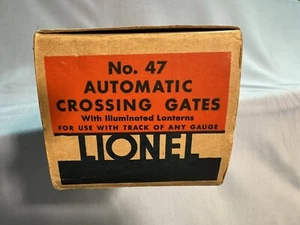 No. 47
AUTOMATIC
CROSSING GATES
With Illuminated Lanterns
FOR USE WITH TRACK OF ANY GAUGE
LIONEL